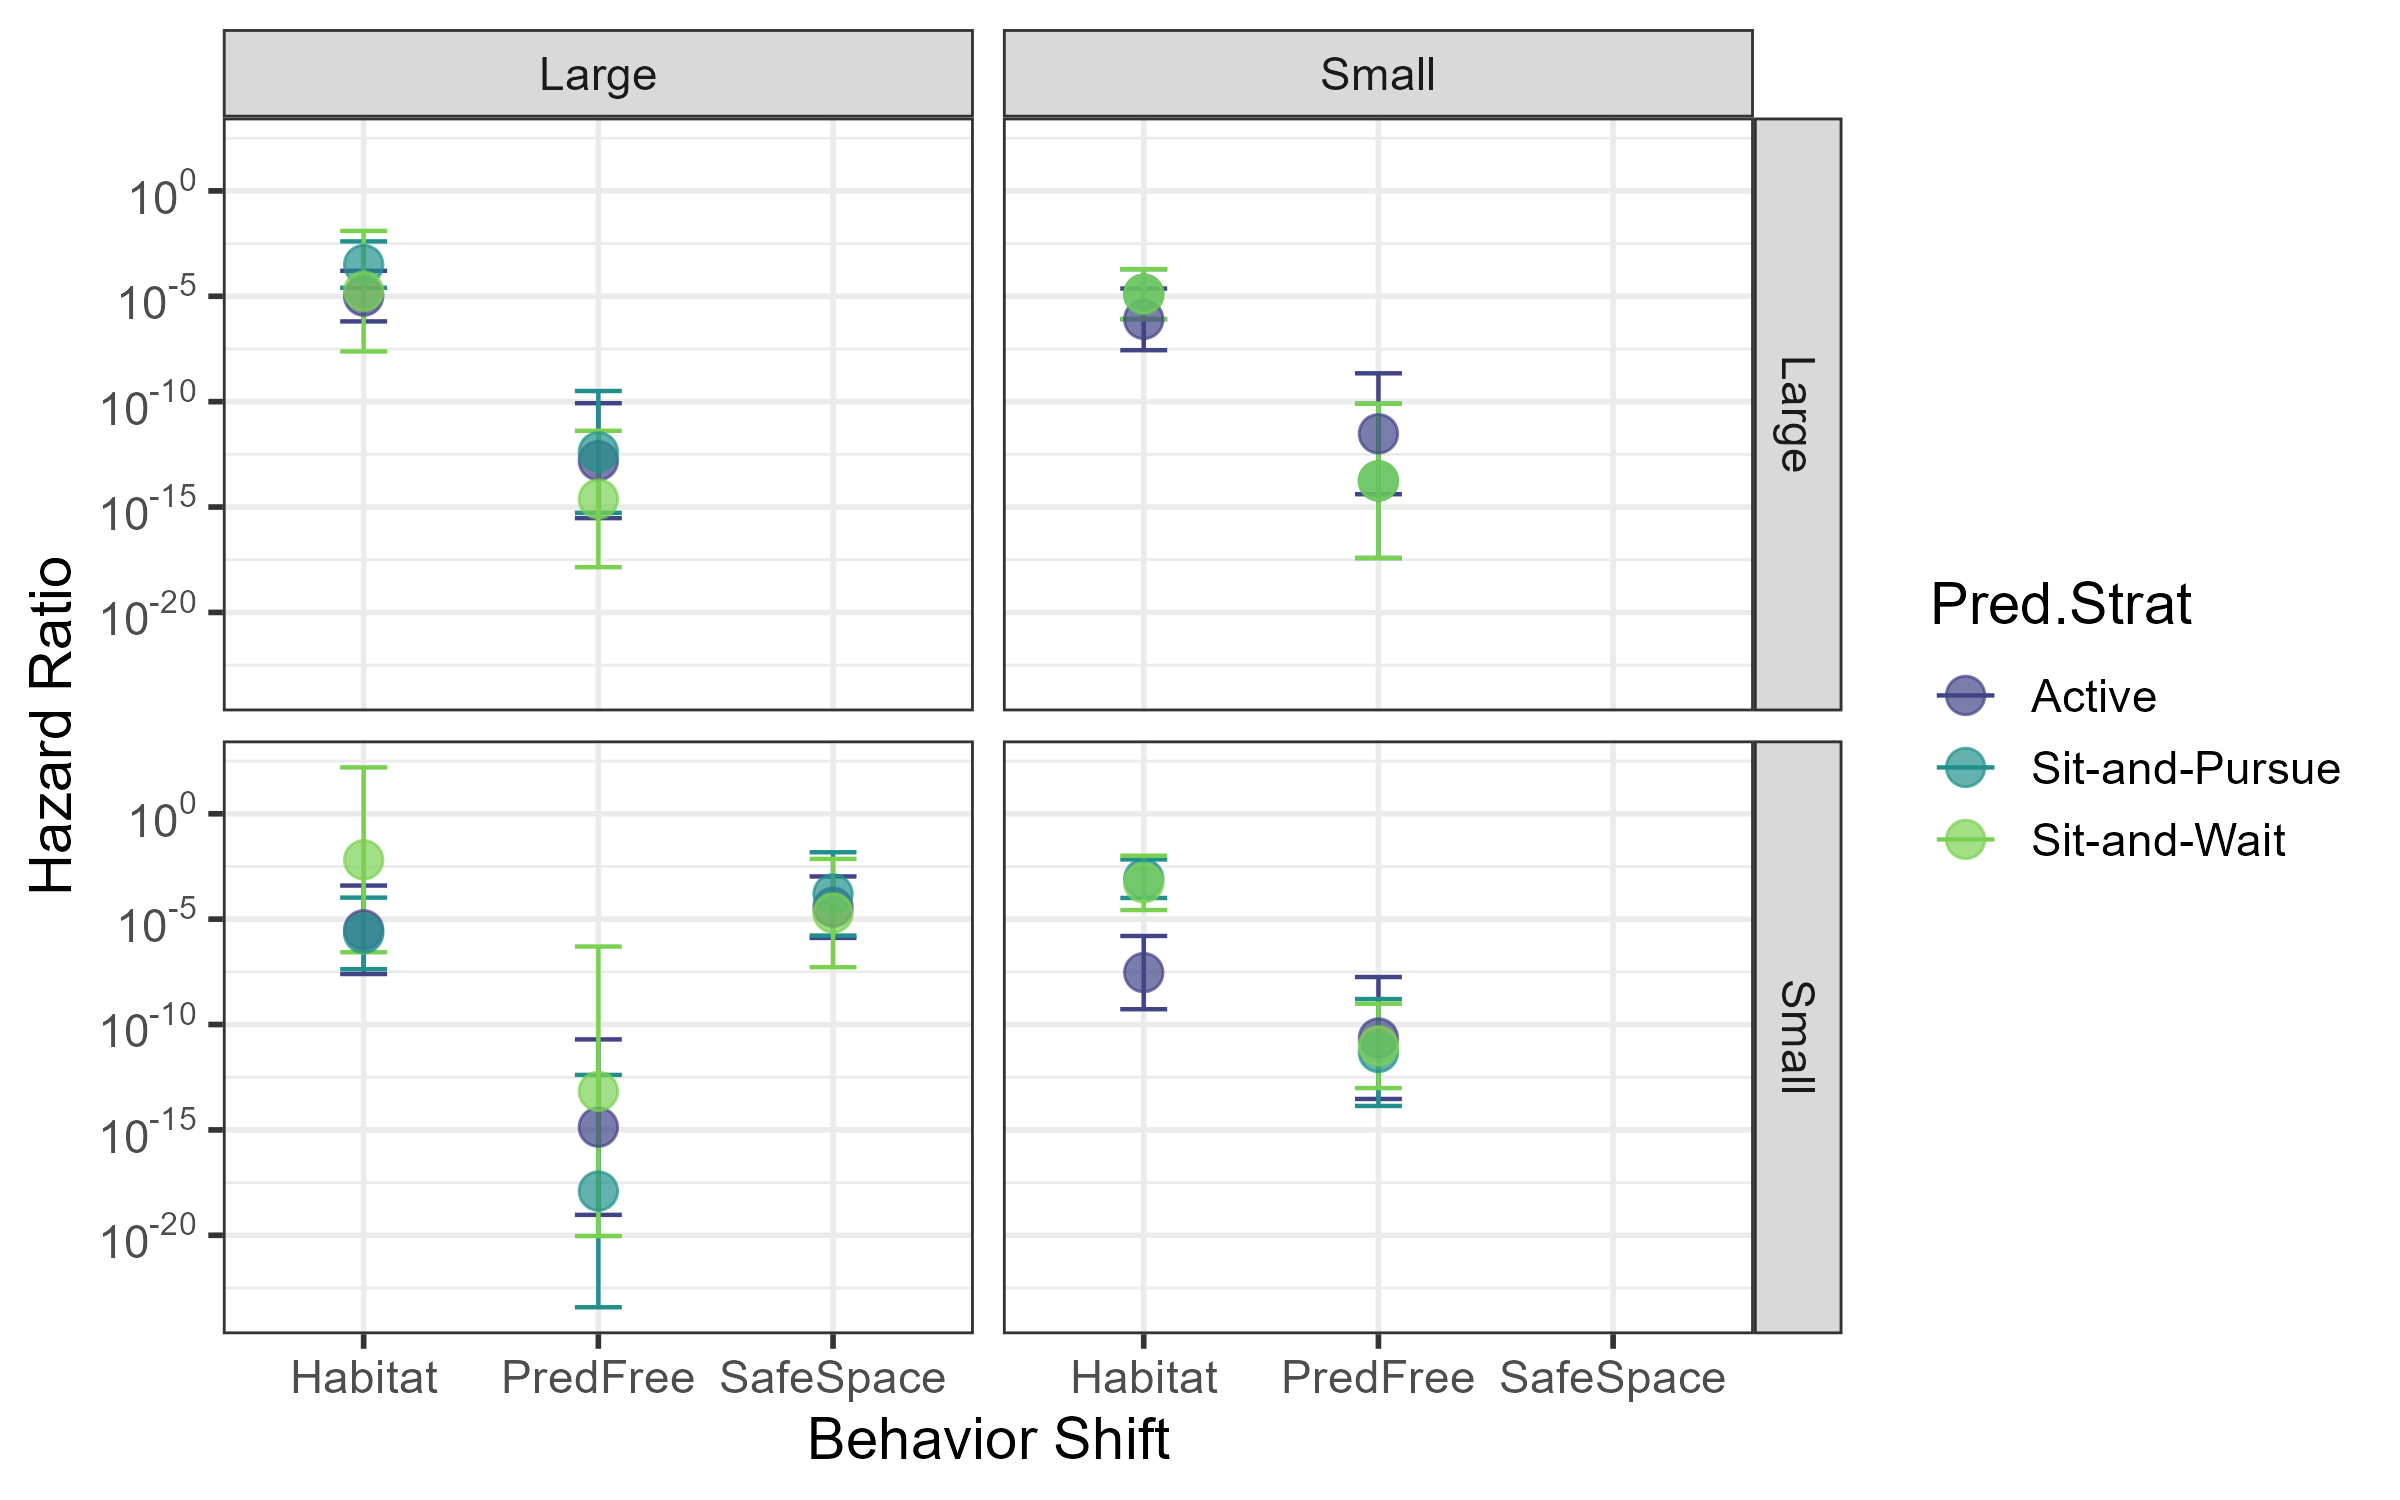 Large
Small
10^0
10^-5
10^-10
10^-15
10^-20
Large
Hazard Ratio
10^0
10^-5
10^-10
10^-15
10^-20
Small
Habitat PredFree SafeSpace
Habitat PredFree SafeSpace
Behavior Shift
Pred.Strat
Active
Sit-and-Pursue
Sit-and-Wait